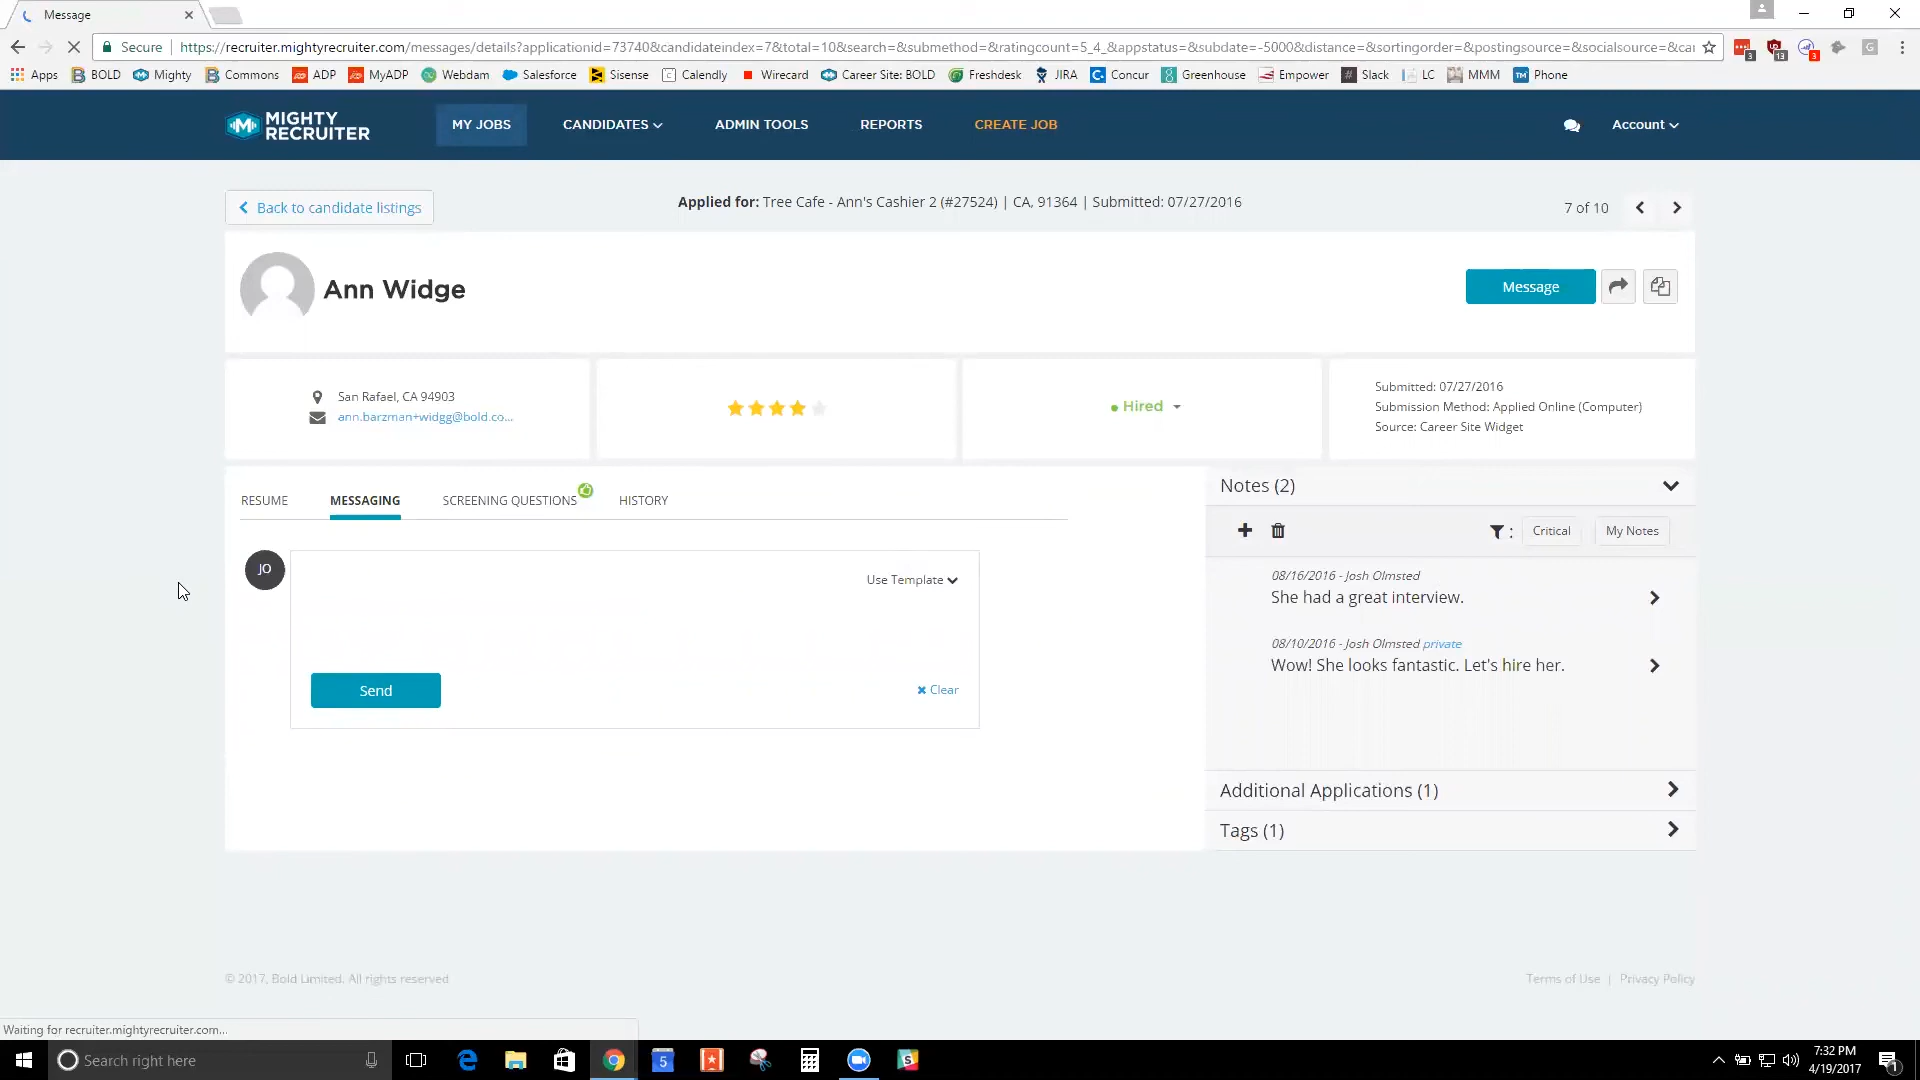 Message
Secure https://recruiter.mightyrecruiter.com/messages/details?applicationid=73740&candidateindex=7&total=10&search=&submethod=&ratingcount=5_4_&appstatus=&subdate=-5000&distance=&sortingorder=&postingsource=&socialsource=&car
3 13 3 G
Apps BOLD Mighty Commons ADP MyADP Webdam Salesforce Sisense Calendly Wirecard Career Site: BOLD Freshdesk JIRA Concur Greenhouse Empower Slack LC MMM Phone
MIGHTY RECRUITER
MY JOBS CANDIDATES ADMIN TOOLS REPORTS CREATE JOB Account
Back to candidate listings
Applied for: Tree Cafe - Ann's Cashier 2 (#27524) | CA, 91364 | Submitted: 07/27/2016
7 of 10
Ann Widge
Message
San Rafael, CA 94903
ann.barzman+widgg@bold.co...
Hired
Submitted: 07/27/2016
Submission Method: Applied Online (Computer)
Source: Career Site Widget
RESUME MESSAGING SCREENING QUESTIONS HISTORY
JO
Use Template
Send
Clear
Notes (2)
: Critical My Notes
08/16/2016 - Josh Olmsted
She had a great interview.
08/10/2016 - Josh Olmsted private
Wow! She looks fantastic. Let's hire her.
Additional Applications (1)
Tags (1)
© 2017, Bold Limited. All rights reserved
Terms of Use | Privacy Policy
Waiting for recruiter.mightyrecruiter.com...
Search right here
5
7:32 PM
4/19/2017
1